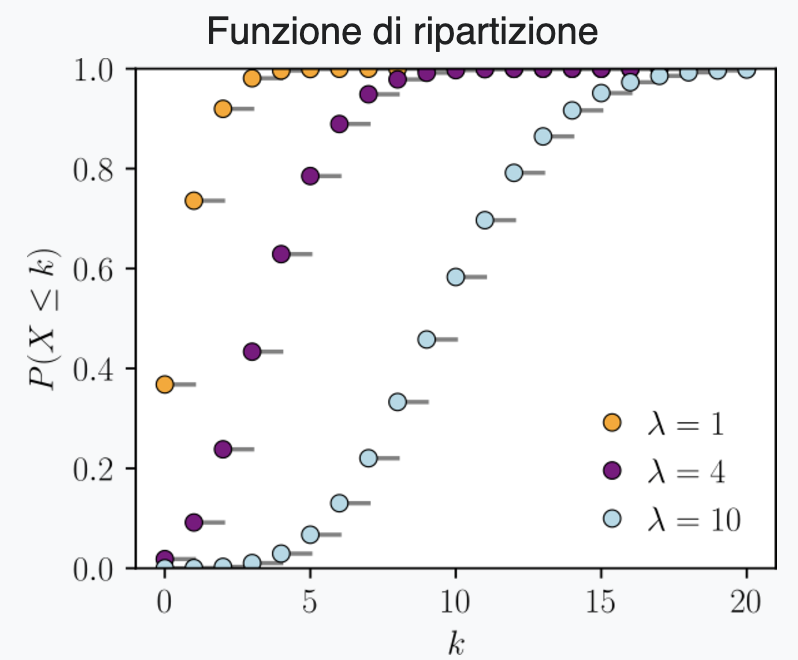 Funzione di ripartizione
P(X ≤ k)
1.0
0.8
0.6
0.4
0.2
0.0
λ = 1
λ = 4
λ = 10
0 5 10 15 20
k